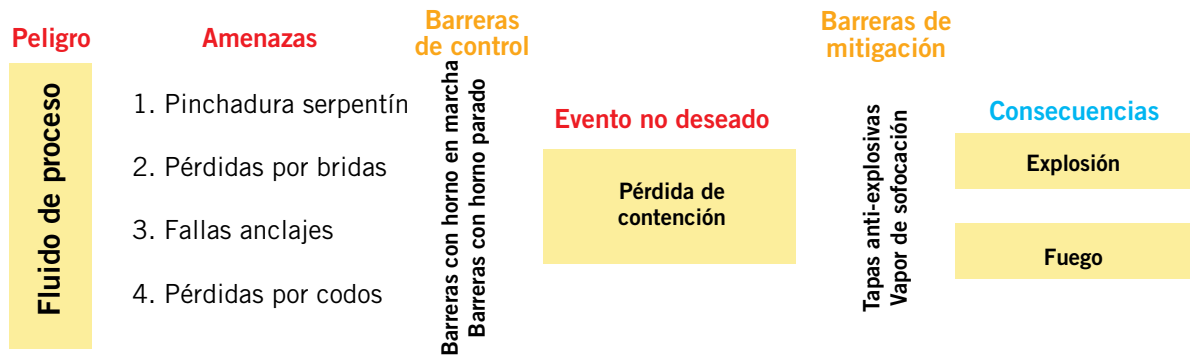 Peligro
Fluido de proceso
Amenazas
1. Pinchadura serpentín
2. Pérdidas por bridas
3. Fallas anclajes
4. Pérdidas por codos
Barreras
de control
Barreras con horno en marcha
Barreras con horno parado
Evento no deseado
Pérdida de
contención
Barreras de
mitigación
Tapas anti-explosivas
Vapor de sofocación
Consecuencias
Explosión
Fuego